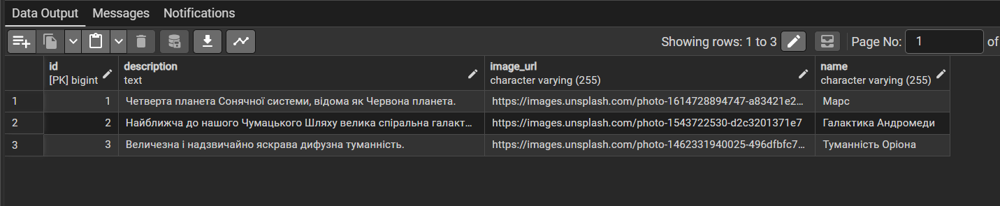 Data Output Messages Notifications
Showing rows: 1 to 3 Page No: 1 of
id description image_url name
[PK] bigint text character varying (255) character varying (255)
1 1 Четверта планета Сонячної системи, відома як Червона планета. https://images.unsplash.com/photo-1614728894747-a83421e2... Марс
2 2 Найближча до нашого Чумацького Шляху велика спіральна галакт... https://images.unsplash.com/photo-1543722530-d2c3201371e7 Галактика Андромеди
3 3 Величезна і надзвичайно яскрава дифузна туманність. https://images.unsplash.com/photo-1462331940025-496dfbfc7... Туманність Оріона